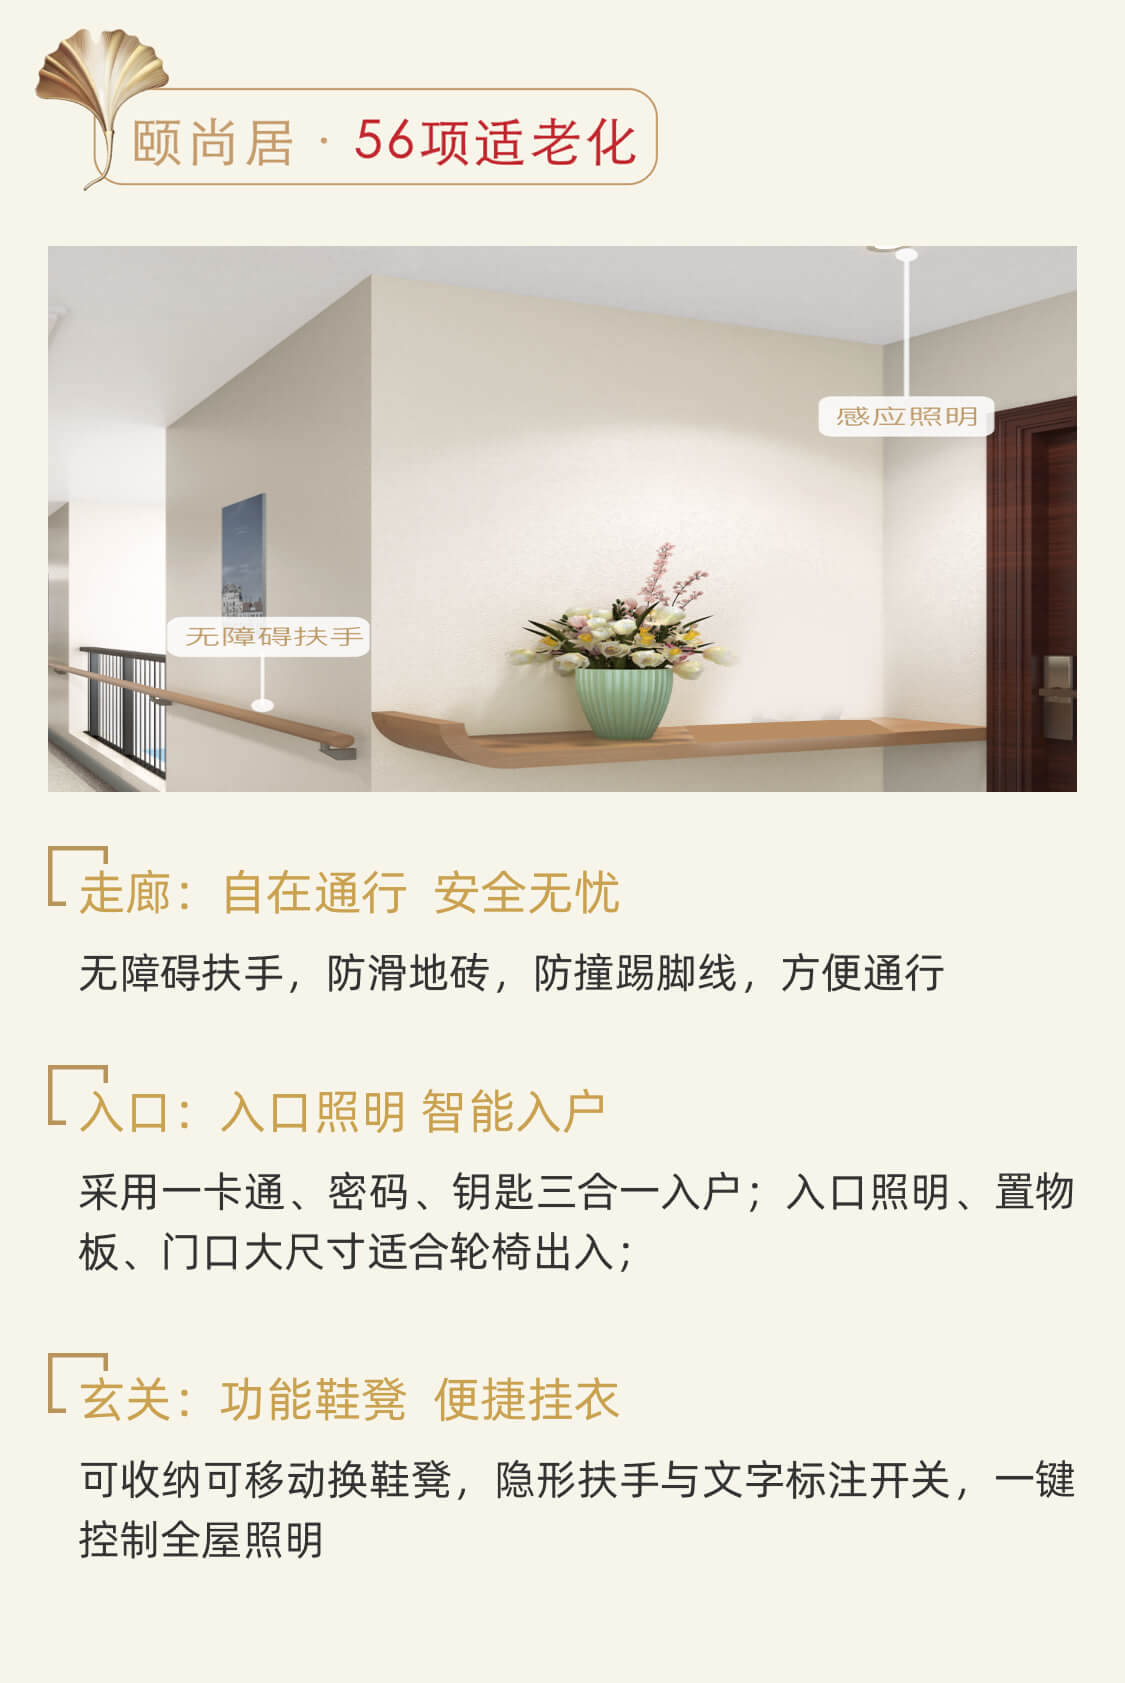 颐尚居 · 56项适老化
感应照明
无障碍扶手
走廊：自在通行 安全无忧
无障碍扶手，防滑地砖，防撞踢脚线，方便通行
入口：入口照明 智能入户
采用一卡通、密码、钥匙三合一入户；入口照明、置物
板、门口大尺寸适合轮椅出入；
玄关：功能鞋凳 便捷挂衣
可收纳可移动换鞋凳，隐形扶手与文字标注开关，一键
控制全屋照明